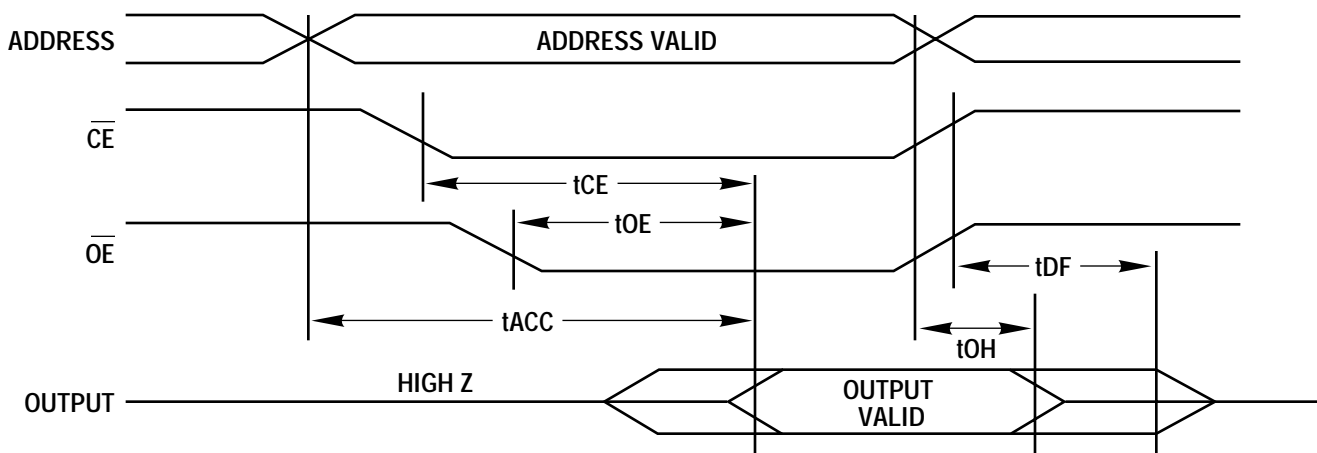 ADDRESS
ADDRESS VALID
CE
tCE
tOE
OE
tDF
tACC
tOH
HIGH Z
OUTPUT
OUTPUT
VALID